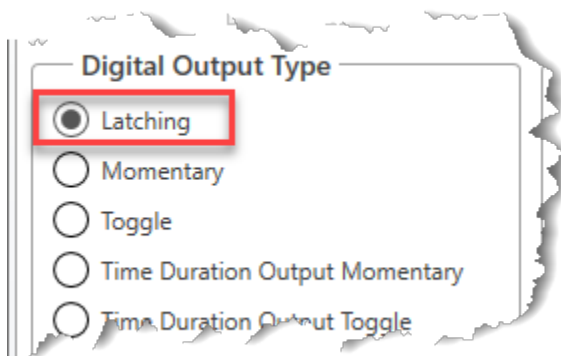 Digital Output Type
Latching
Momentary
Toggle
Time Duration Output Momentary
Time Duration Output Toggle